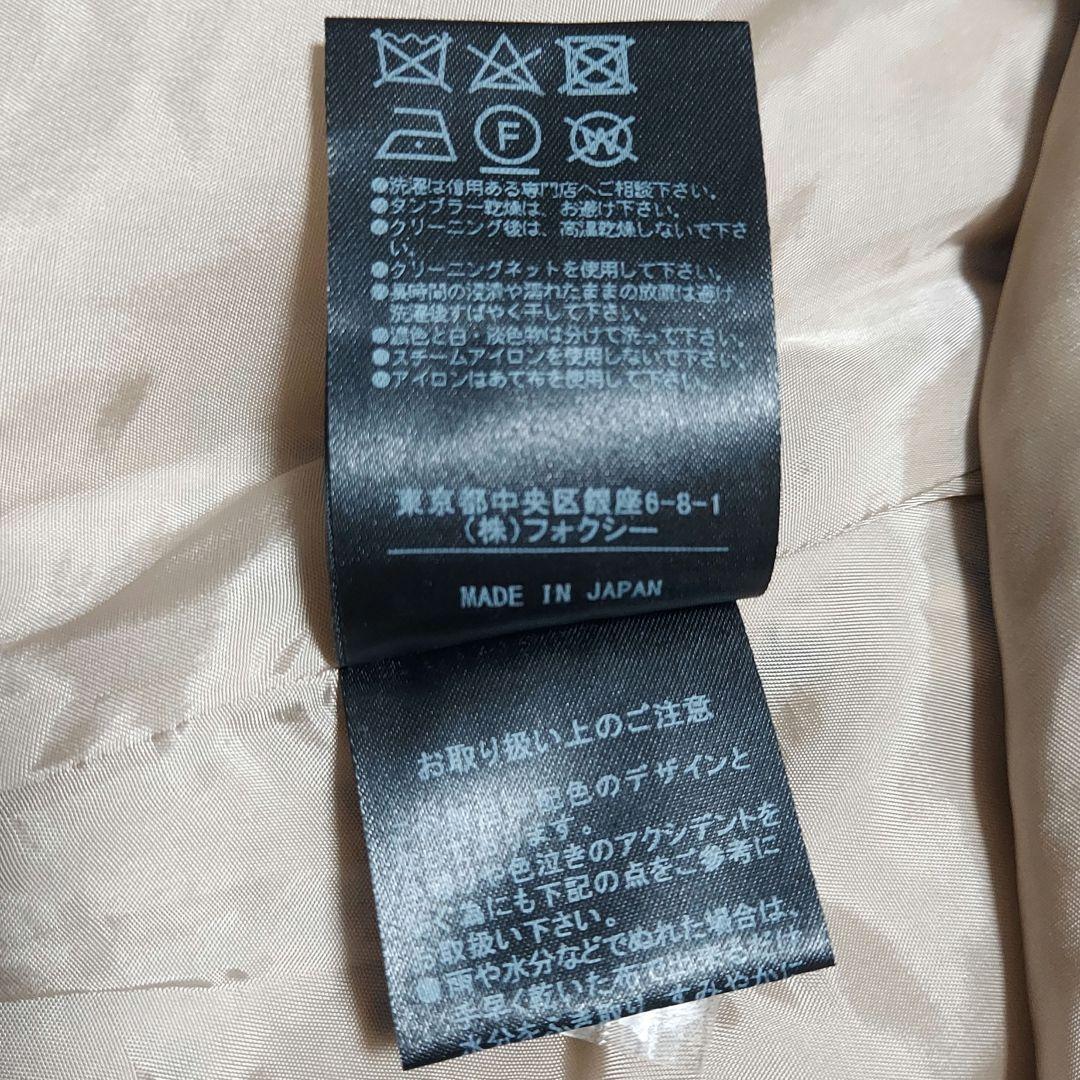 F
W
●洗濯は信用ある専門店へご相談下さい。
●タンブラー乾燥は、お避け下さい。
●クリーニング後は、高温乾燥しないで下さ
い。
●クリーニングネットを使用して下さい。
●長時間の浸漬や濡れたままの放置は避け
洗濯後すばやく干して下さい。
●濃色と白・淡色物は分けて洗って下さい。
●スチームアイロンを使用しないで下さい。
●アイロンはあて布を使用して下さい。
東京都中央区銀座6-8-1
(株)フォクシー
MADE IN JAPAN
お取り扱い上のご注意
配色のデザインと
ます。
色泣きのアクシデントを
為にも下記の点をご参考に
お取扱い下さい。
●雨や水分などでぬれた場合は、
早く乾いた布で